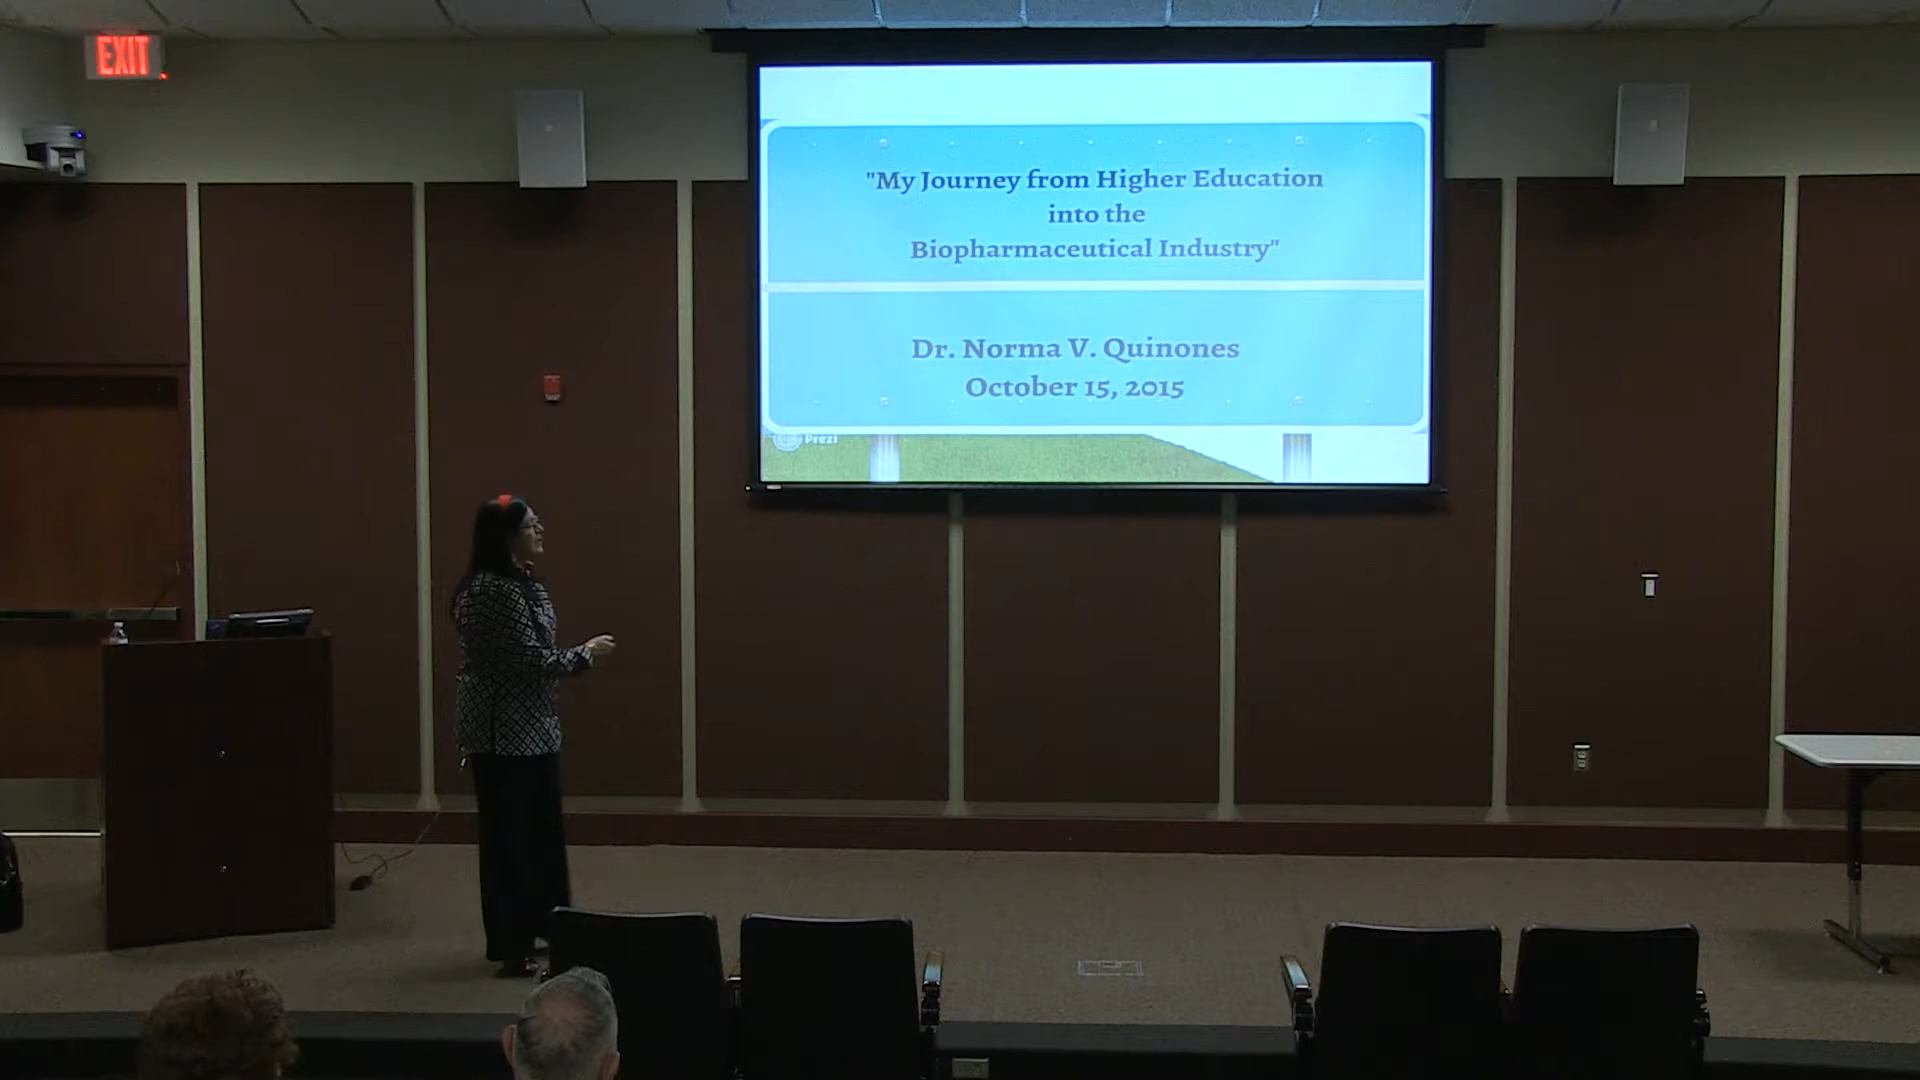 EXIT
"My Journey from Higher Education
into the
Biopharmaceutical Industry"
Dr. Norma V. Quinones
October 15, 2015
Prezi